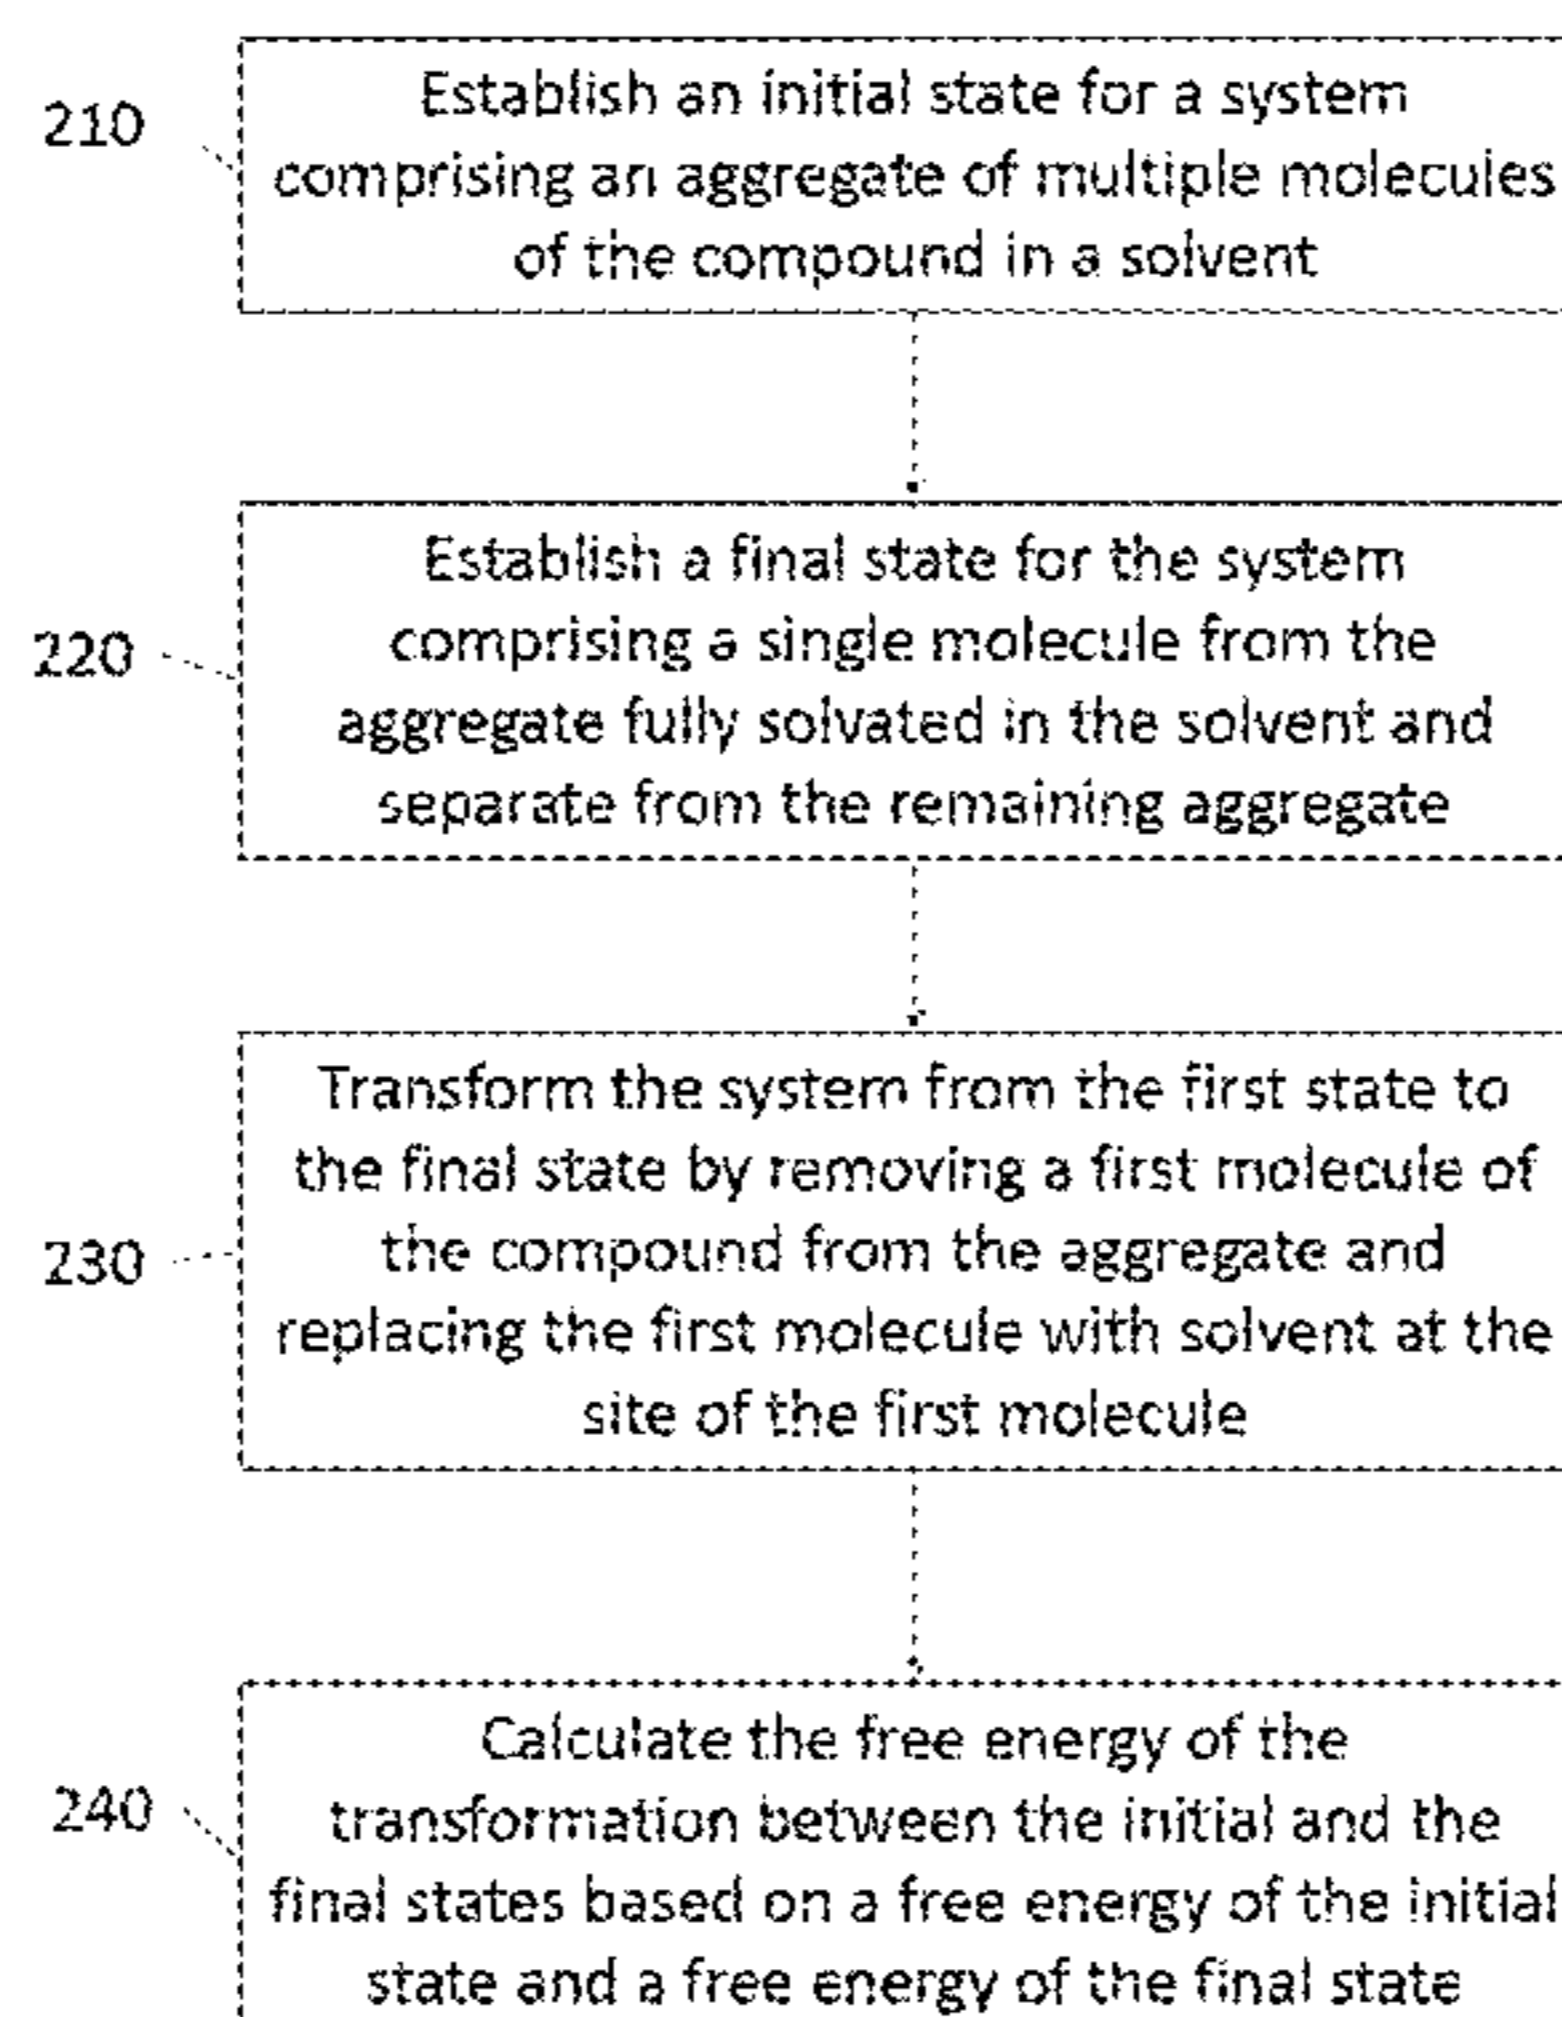 210
Establish an initial state for a system
comprising an aggregate of multiple molecules
of the compound in a solvent
220
Establish a final state for the system
comprising a single molecule from the
aggregate fully solvated in the solvent and
separate from the remaining aggregate
230
Transform the system from the first state to
the final state by removing a first molecule of
the compound from the aggregate and
replacing the first molecule with solvent at the
site of the first molecule
240
Calculate the free energy of the
transformation between the initial and the
final states based on a free energy of the initial
state and a free energy of the final state